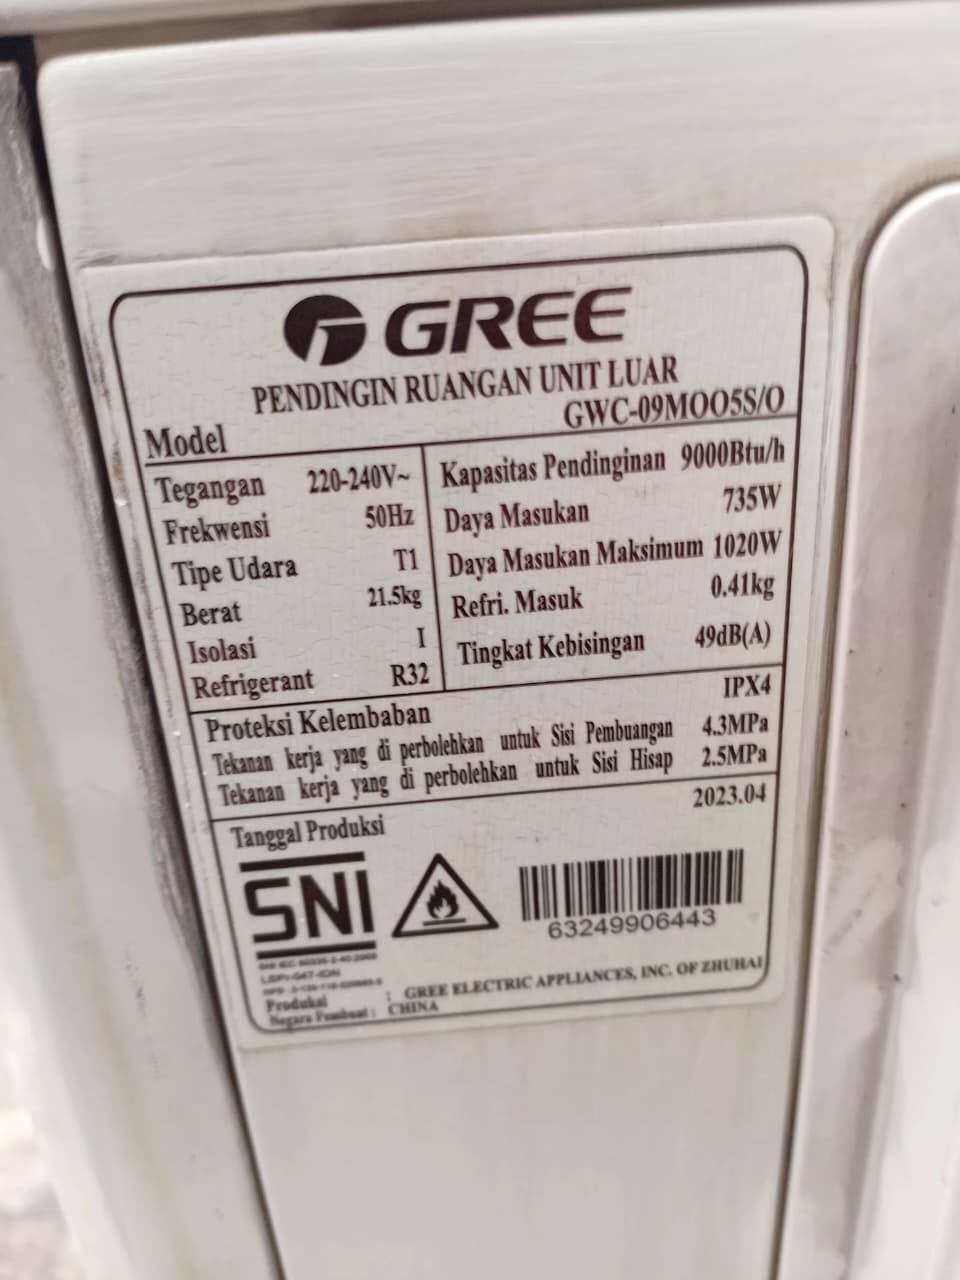 GREE
PENDINGIN RUANGAN UNIT LUAR
Model GWC-09MOO5S/O
Tegangan 220-240V~
Frekwensi 50Hz
Tipe Udara T1
Berat 21.5kg
Isolasi I
Refrigerant R32
Kapasitas Pendinginan 9000Btu/h
Daya Masukan 735W
Daya Masukan Maksimum 1020W
Refri. Masuk 0.41kg
Tingkat Kebisingan 49dB(A)
Proteksi Kelembaban IPX4
Tekanan kerja yang di perbolehkan untuk Sisi Pembuangan 4.3MPa
Tekanan kerja yang di perbolehkan untuk Sisi Hisap 2.5MPa
Tanggal Produksi 2023.04
SNI
63249906443
Produksi : GREE ELECTRIC APPLIANCES, INC. OF ZHUHAI
Negara Pembuat : CHINA